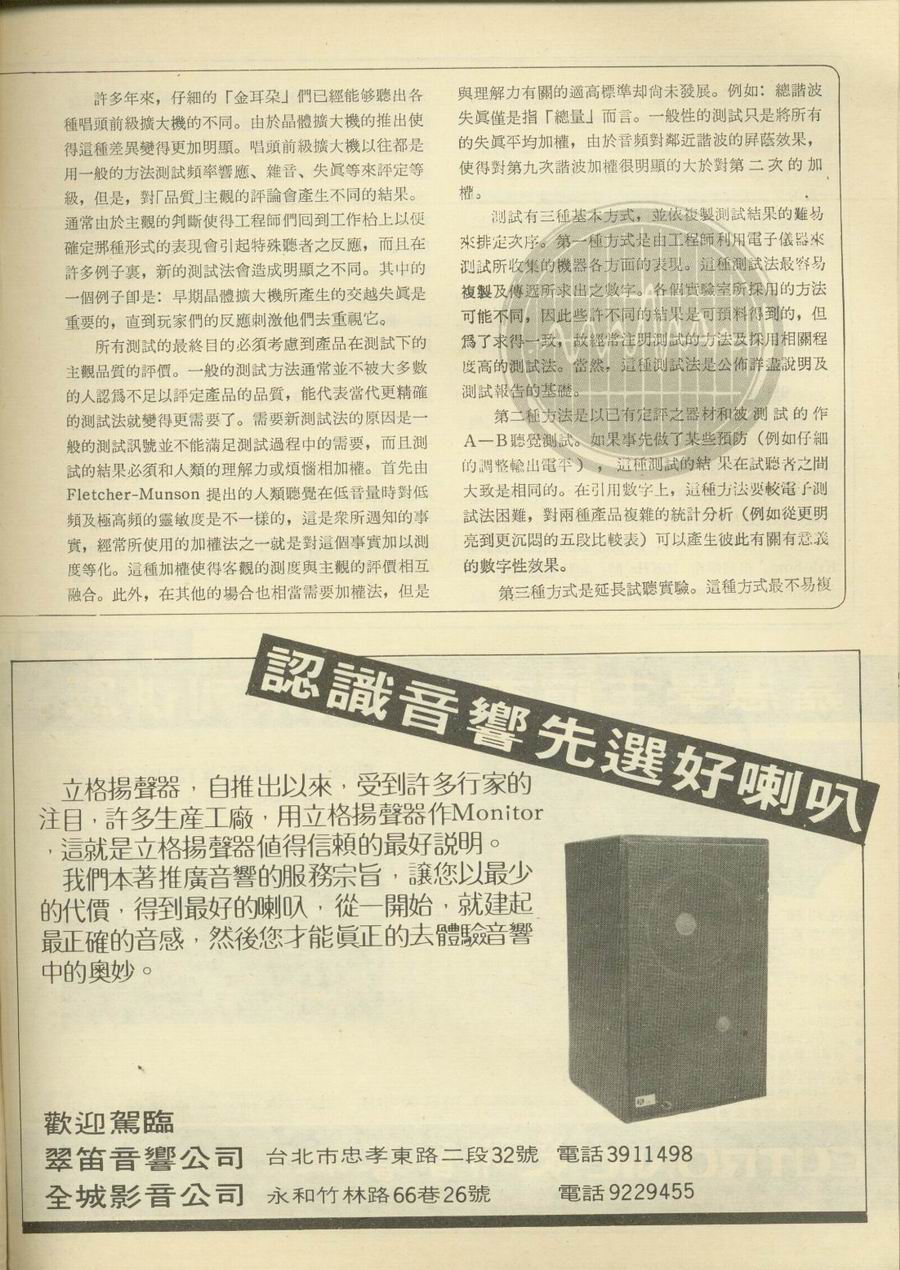 許多年來，仔細的「金耳朶」們已經能够聽出各
種唱頭前級擴大機的不同。由於晶體擴大機的推出使
得這種差異變得更加明顯。唱頭前級擴大機以往都是
用一般的方法測試頻率響應、雜音、失眞等來評定等
級，但是，對「品質」主觀的評論會產生不同的結果。
通常由於主觀的判斷使得工程師們囘到工作枱上以便
確定那種形式的表現會引起特殊聽者之反應，而且在
許多例子裏，新的測試法會造成明顯之不同。其中的
一個例子卽是：早期晶體擴大機所產生的交越失眞是
重要的，直到玩家們的反應刺激他們去重視它。
所有測試的最終目的必須考慮到產品在測試下的
主觀品質的評價。一般的測試方法通常並不被大多數
的人認爲不足以評定產品的品質，能代表當代更精確
的測試法就變得更需要了。需要新測試法的原因是一
般的測試訊號並不能滿足測試過程中的需要，而且測
試的結果必須和人類的理解力或煩惱相加權。首先由
Fletcher-Munson 提出的人類聽覺在低音量時對低
頻及極高頻的靈敏度是不一樣的，這是衆所週知的事
實，經常所使用的加權法之一就是對這個事實加以測
度等化。這種加權使得客觀的測度與主觀的評價相互
融合。此外，在其他的場合也相當需要加權法，但是
與理解力有關的適高標準却尙未發展。例如：總諧波
失眞僅是指「總量」而言。一般性的測試只是將所有
的失眞平均加權，由於音頻對鄰近諧波的屏蔽效果，
使得對第九次諧波加權很明顯的大於對第二次的加
權。
測試有三種基本方式，並依複製測試結果的難易
來排定次序。第一種方式是由工程師利用電子儀器來
測試所收集的機器各方面的表現。這種測試法最容易
複製及傳遞所求出之數字。各個實驗室所採用的方法
可能不同，因此些許不同的結果是可預料得到的，但
爲了求得一致，故經常注明測試的方法及採用相關程
度高的測試法。當然，這種測試法是公佈詳盡說明及
測試報告的基礎。
第二種方法是以已有定評之器材和被測試的作
A—B聽覺測試。如果事先做了某些預防（例如仔細
的調整輸出電平），這種測試的結果在試聽者之間
大致是相同的。在引用數字上，這種方法要較電子測
試法困難，對兩種產品複雜的統計分析（例如從更明
亮到更沉悶的五段比較表）可以產生彼此有關有意義
的數字性效果。
第三種方式是延長試聽實驗。這種方式最不易複
認識音響先選好喇叭
立格揚聲器，自推出以來，受到許多行家的
注目，許多生産工廠，用立格揚聲器作Monitor
，這就是立格揚聲器值得信賴的最好說明。
我們本著推廣音響的服務宗旨，讓您以最少
的代價，得到最好的喇叭，從一開始，就建起
最正確的音感，然後您才能眞正的去體驗音響
中的奧妙。
歡迎駕臨
翠笛音響公司 台北市忠孝東路二段32號 電話3911498
全城影音公司 永和竹林路66巷26號 電話9229455